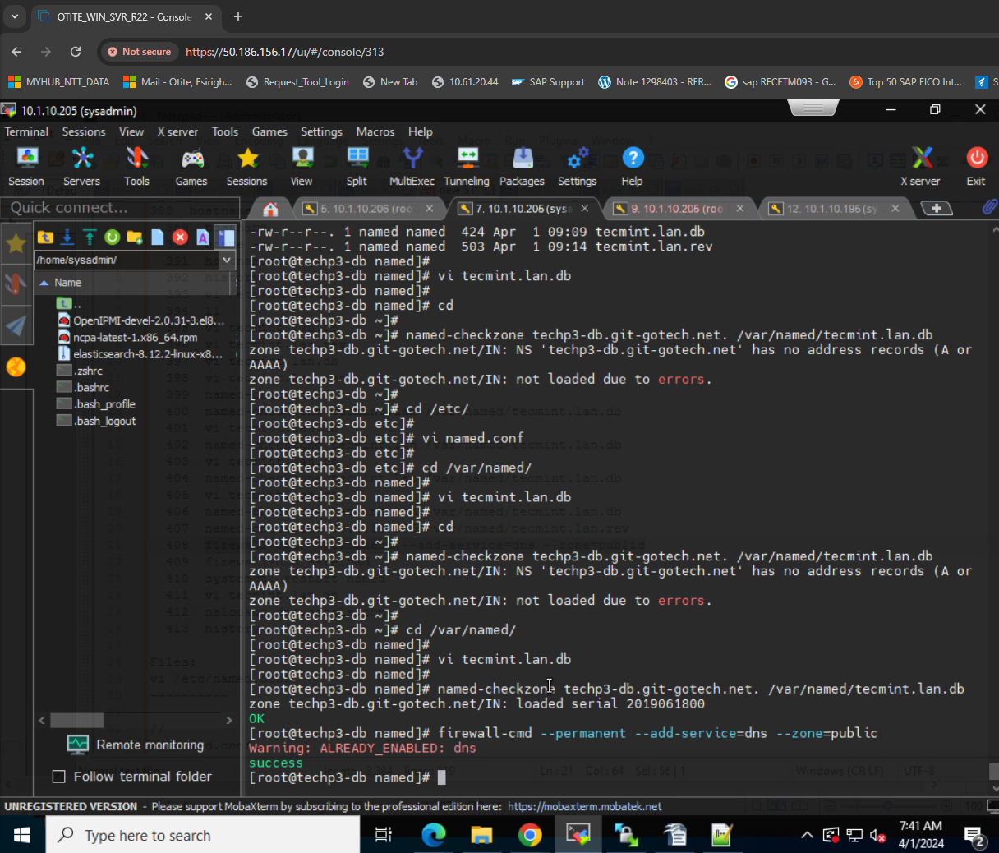 OTITE_WIN_SVR_R22 - Console
Not secure
https://50.186.156.17/ui/#/console/313
MYHUB_NTT_DATA
Mail - Otite, Esirigh...
Request_Tool_Login
New Tab
10.61.20.44
SAP Support
Note 1298403 - RER...
sap RECETM093 - G...
Top 50 SAP FICO Int...
S
10.1.10.205 (sysadmin)
Terminal Sessions View X server Tools Games Settings Macros Help
Session Servers Tools Games Sessions View Split MultiExec Tunneling Packages Settings Help X server Exit
Quick connect...
5. 10.1.10.206 (roo
7. 10.1.10.205 (sysa
9. 10.1.10.205 (roo
12. 10.1.10.195 (sy
/home/sysadmin/
Name
..
OpenIPMI-devel-2.0.31-3.el8...
ncpa-latest-1.x86_64.rpm
elasticsearch-8.12.2-linux-x8...
.zshrc
.bashrc
.bash_profile
.bash_logout
Remote monitoring
Follow terminal folder
-rw-r--r--. 1 named named  424 Apr  1 09:09 tecmint.lan.db
-rw-r--r--. 1 named named  503 Apr  1 09:14 tecmint.lan.rev
[root@techp3-db named]#
[root@techp3-db named]# vi tecmint.lan.db
[root@techp3-db named]#
[root@techp3-db named]# cd
[root@techp3-db ~]#
[root@techp3-db ~]# named-checkzone techp3-db.git-gotech.net. /var/named/tecmint.lan.db
zone techp3-db.git-gotech.net/IN: NS 'techp3-db.git-gotech.net' has no address records (A or
AAAA)
zone techp3-db.git-gotech.net/IN: not loaded due to errors.
[root@techp3-db ~]#
[root@techp3-db ~]# cd /etc/
[root@techp3-db etc]#
[root@techp3-db etc]# vi named.conf
[root@techp3-db etc]#
[root@techp3-db etc]# cd /var/named/
[root@techp3-db named]#
[root@techp3-db named]# vi tecmint.lan.db
[root@techp3-db named]#
[root@techp3-db named]# cd
[root@techp3-db ~]#
[root@techp3-db ~]# named-checkzone techp3-db.git-gotech.net. /var/named/tecmint.lan.db
zone techp3-db.git-gotech.net/IN: NS 'techp3-db.git-gotech.net' has no address records (A or
AAAA)
zone techp3-db.git-gotech.net/IN: not loaded due to errors.
[root@techp3-db ~]#
[root@techp3-db ~]# cd /var/named/
[root@techp3-db named]#
[root@techp3-db named]# vi tecmint.lan.db
[root@techp3-db named]#
[root@techp3-db named]# named-checkzone techp3-db.git-gotech.net. /var/named/tecmint.lan.db
zone techp3-db.git-gotech.net/IN: loaded serial 2019061800
OK
[root@techp3-db named]# firewall-cmd --permanent --add-service=dns --zone=public
Warning: ALREADY_ENABLED: dns
success
[root@techp3-db named]#
UNREGISTERED VERSION - Please support MobaXterm by subscribing to the professional edition here: https://mobaxterm.mobatek.net
Type here to search
7:41 AM
4/1/2024
2